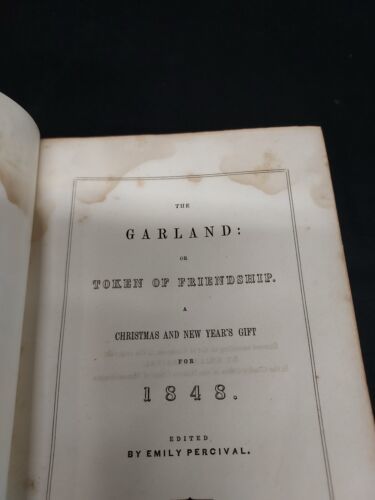 THE
GARLAND:
OR
TOKEN OF FRIENDSHIP.
A
CHRISTMAS AND NEW YEAR'S GIFT
FOR
1848.
EDITED
BY EMILY PERCIVAL.